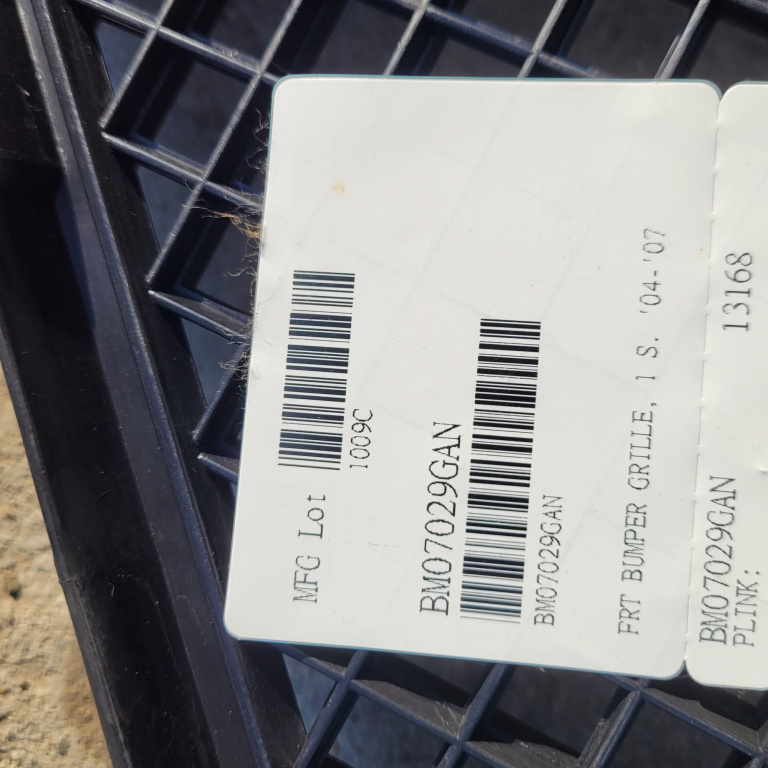 MFG Lot
1009C
BM07029GAN
BM07029GAN
FRT BUMPER GRILLE, 1 S. '04-'07
BM07029GAN 13168
PLINK: